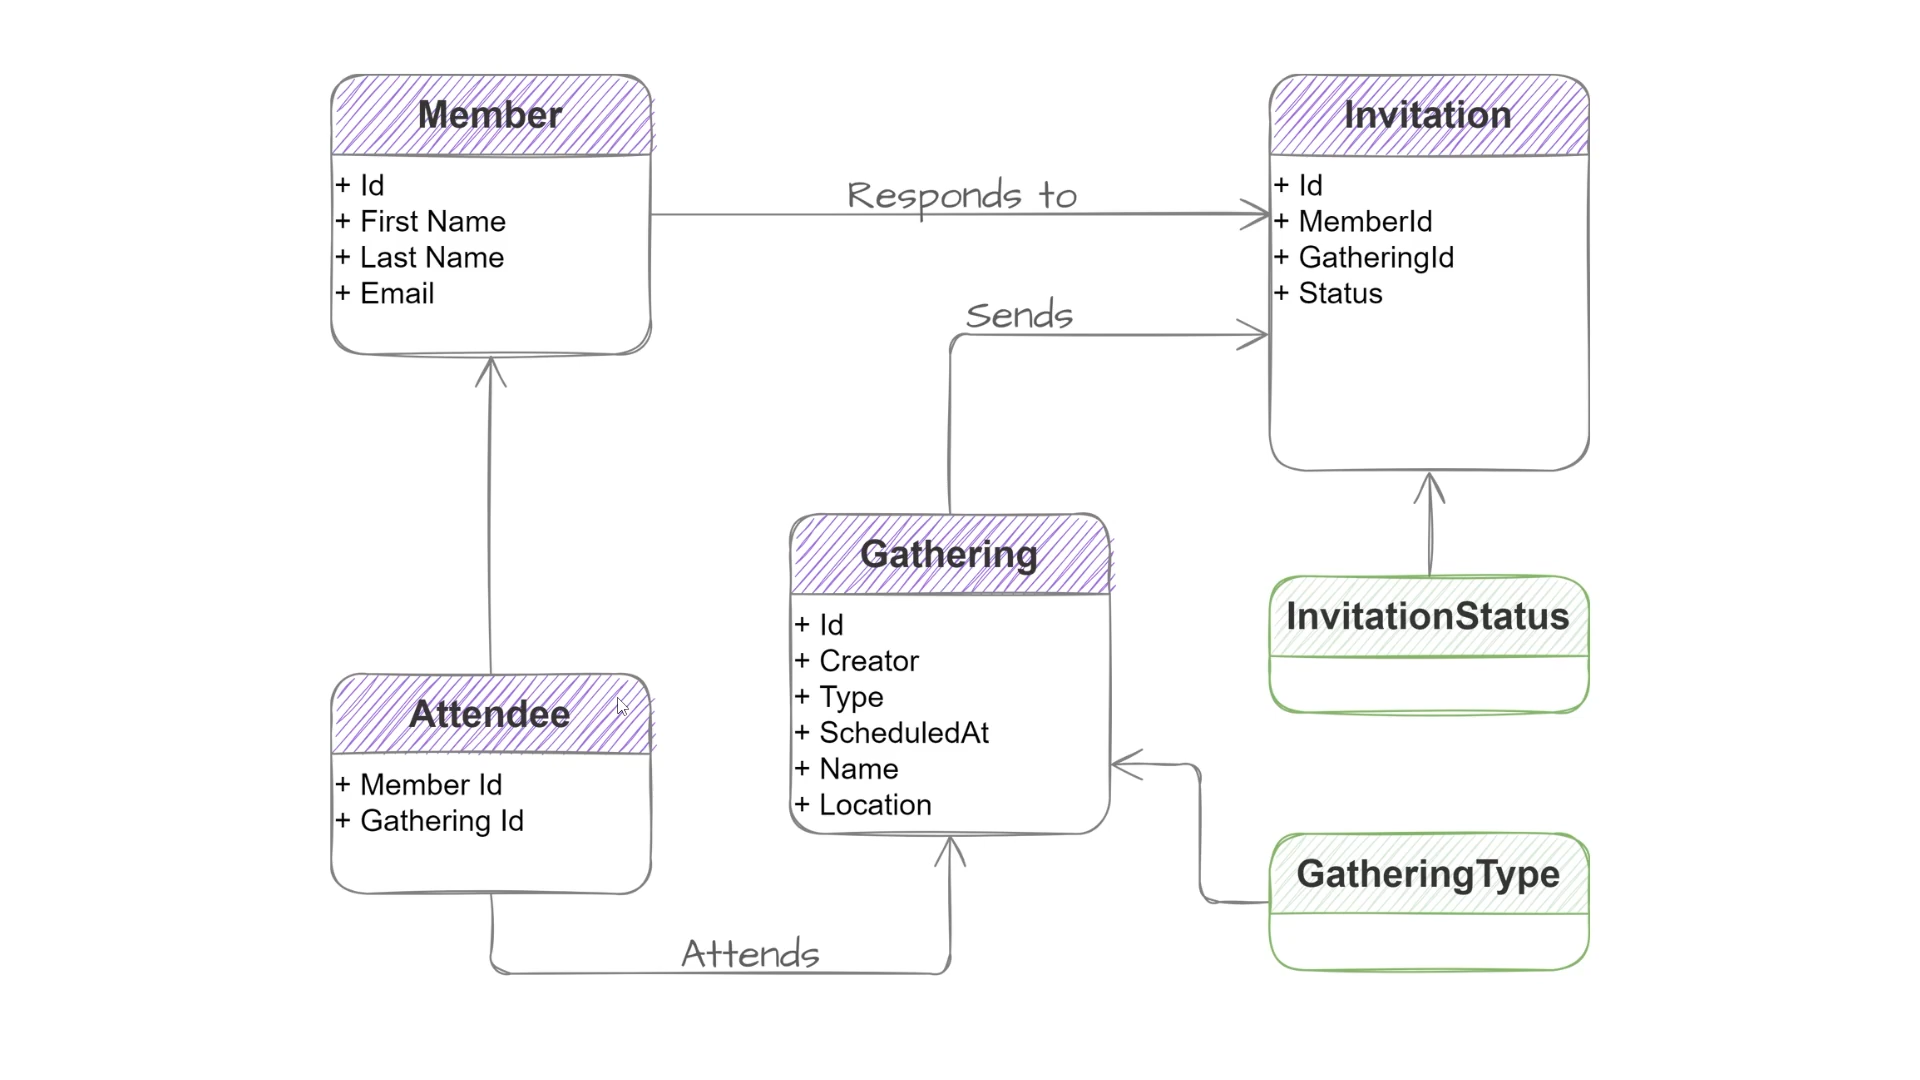 Member
+ Id
+ First Name
+ Last Name
+ Email
Responds to
Invitation
+ Id
+ MemberId
+ GatheringId
+ Status
Sends
Gathering
+ Id
+ Creator
+ Type
+ ScheduledAt
+ Name
+ Location
InvitationStatus
Attendee
+ Member Id
+ Gathering Id
Attends
GatheringType